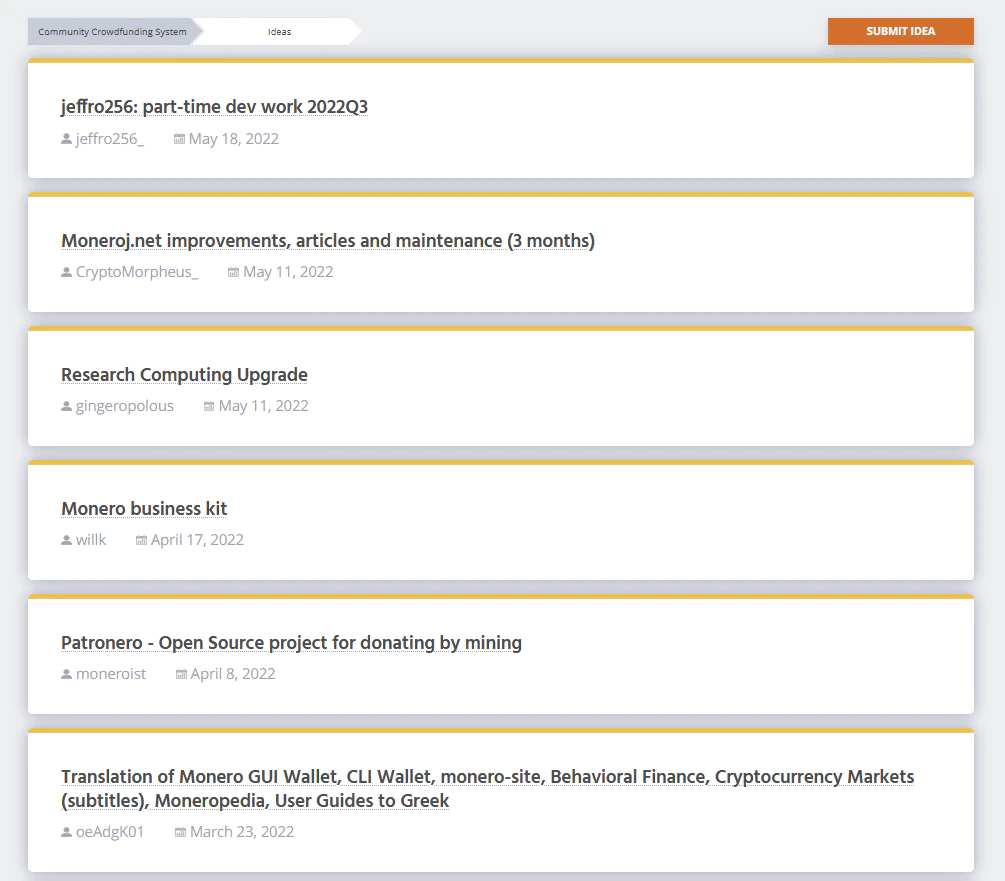 Community Crowdfunding System
Ideas
SUBMIT IDEA
jeffro256: part-time dev work 2022Q3
jeffro256_ May 18, 2022
Moneroj.net improvements, articles and maintenance (3 months)
CryptoMorpheus_ May 11, 2022
Research Computing Upgrade
gingeropolous May 11, 2022
Monero business kit
willk April 17, 2022
Patronero - Open Source project for donating by mining
moneroist April 8, 2022
Translation of Monero GUI Wallet, CLI Wallet, monero-site, Behavioral Finance, Cryptocurrency Markets
(subtitles), Moneropedia, User Guides to Greek
oeAdgK01 March 23, 2022